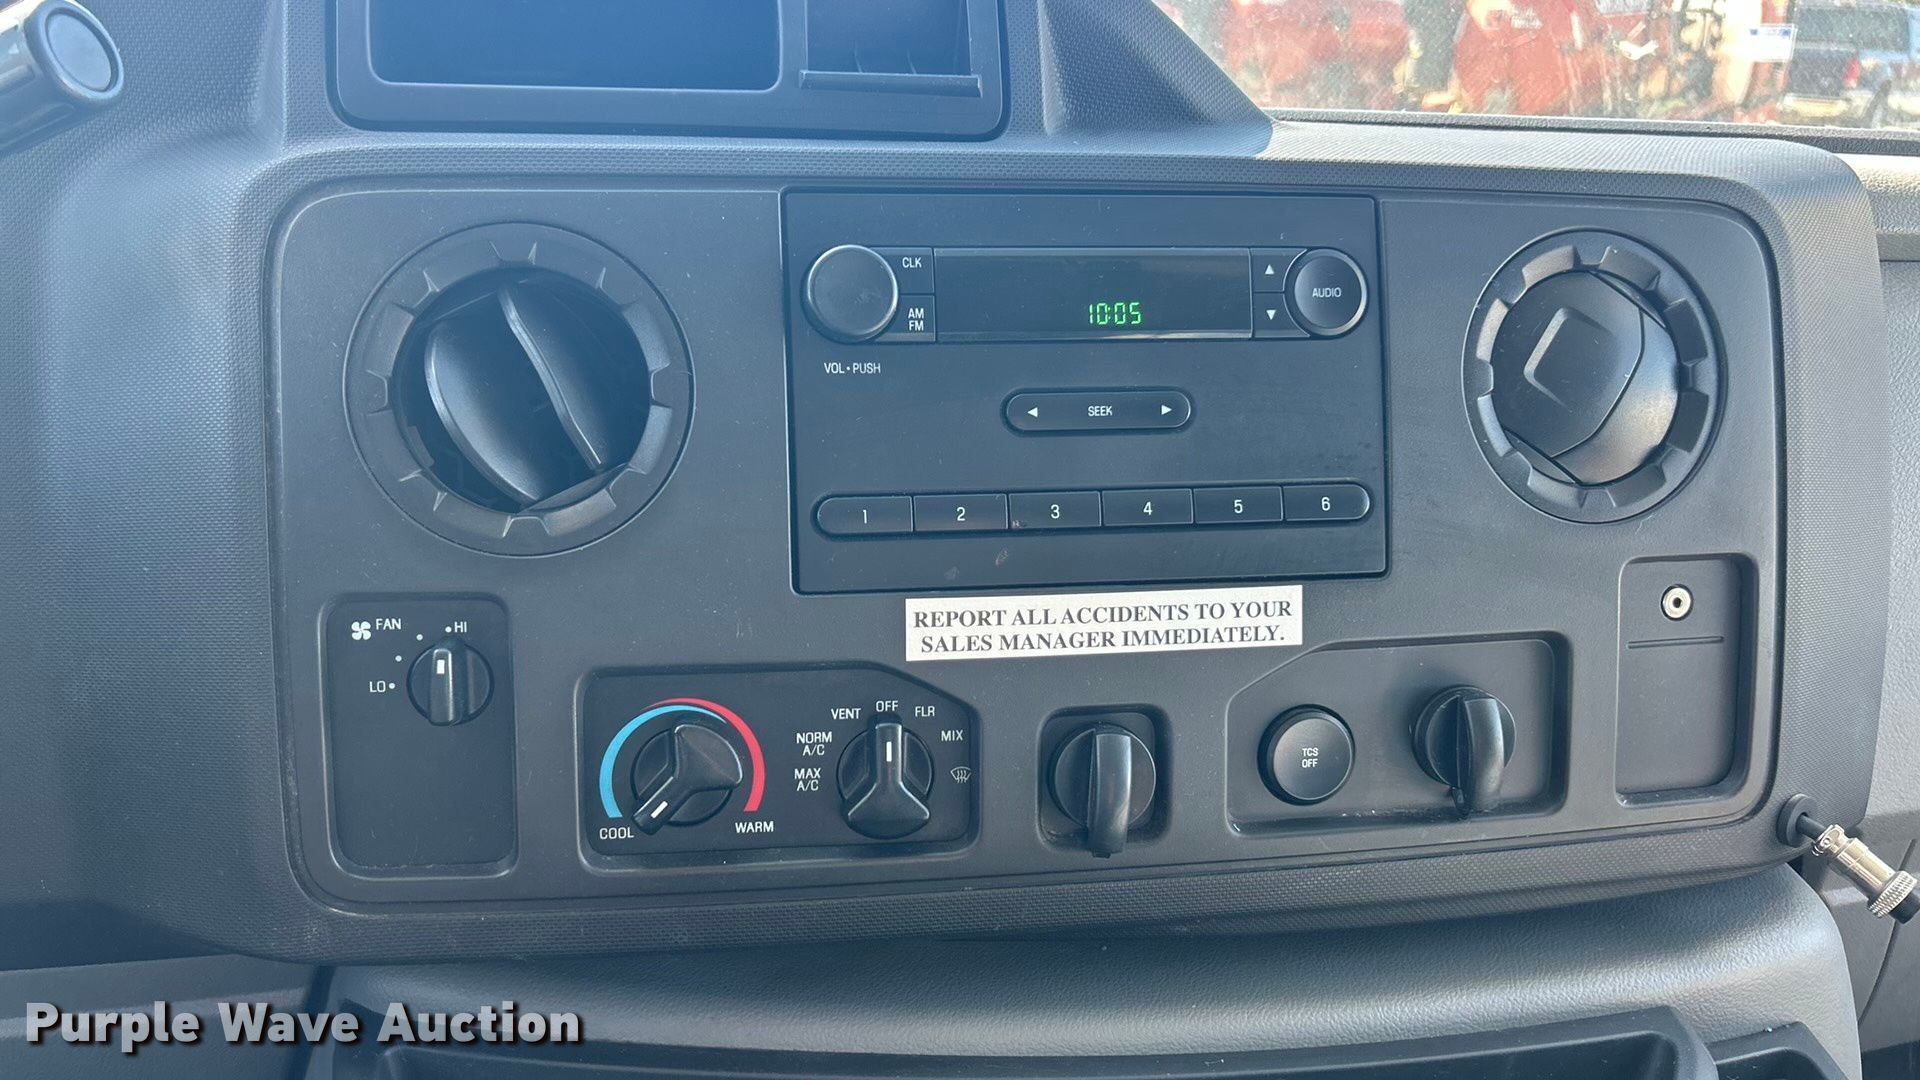 CLK
AM
FM
10:05
AUDIO
VOL • PUSH
SEEK
1 2 3 4 5 6
REPORT ALL ACCIDENTS TO YOUR
SALES MANAGER IMMEDIATELY.
FAN
HI
LO
COOL
WARM
OFF
VENT
FLR
NORM
A/C
MIX
MAX
A/C
TCS
OFF
Purple Wave Auction